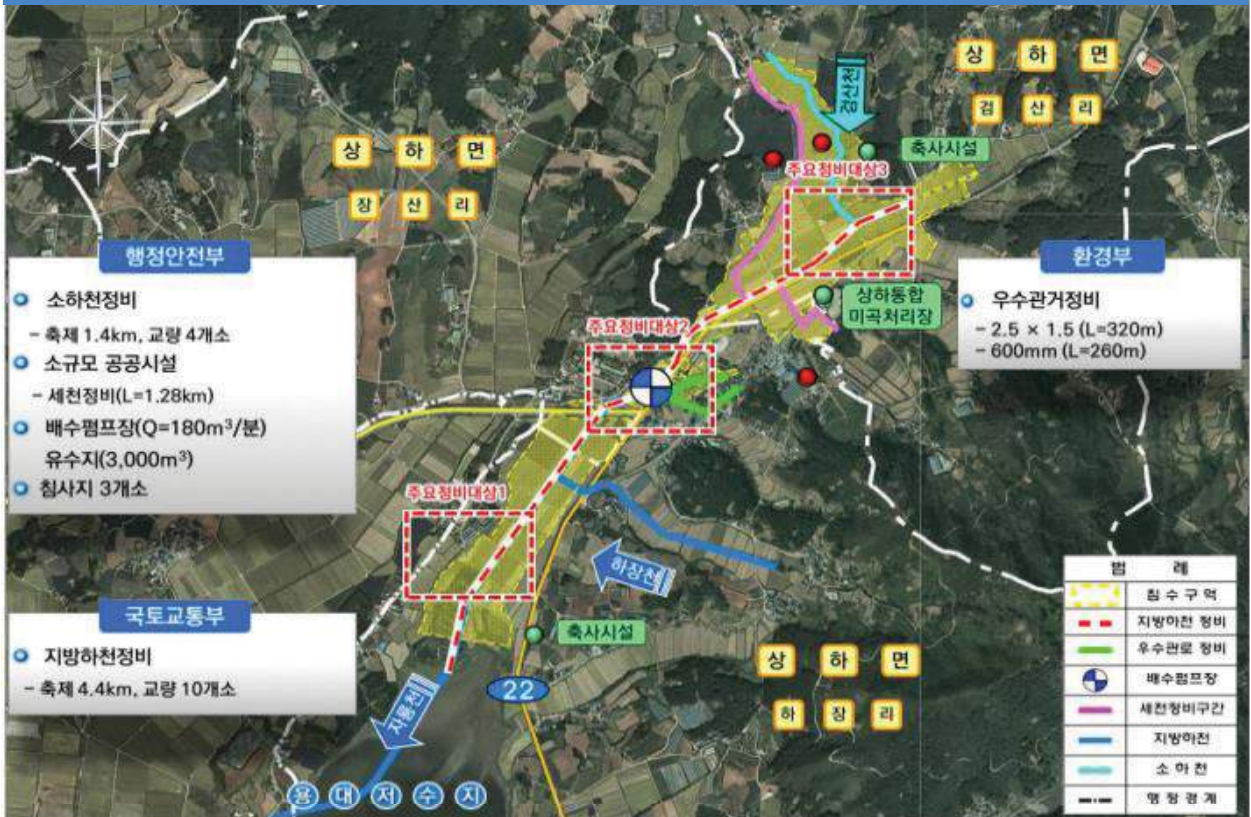 상하면
검산리
검산천
축사시설
상하면
장산리
주요정비대상3
행정안전부
소하천정비
- 축제 1.4km, 교량 4개소
소규모 공공시설
- 세천정비(L=1.28km)
배수펌프장(Q=180m³/분)
유수지(3,000m³)
침사지 3개소
환경부
우수관거정비
- 2.5 × 1.5 (L=320m)
- 600mm (L=260m)
상하통합
미곡처리장
주요정비대상2
주요정비대상1
하장천
국토교통부
지방하천정비
- 축제 4.4km, 교량 10개소
축사시설
22
상하면
하장리
자룡천
용대저수지
범 례
침수구역
지방하천 정비
우수관로 정비
배수펌프장
세천정비구간
지방하천
소하천
행정경계